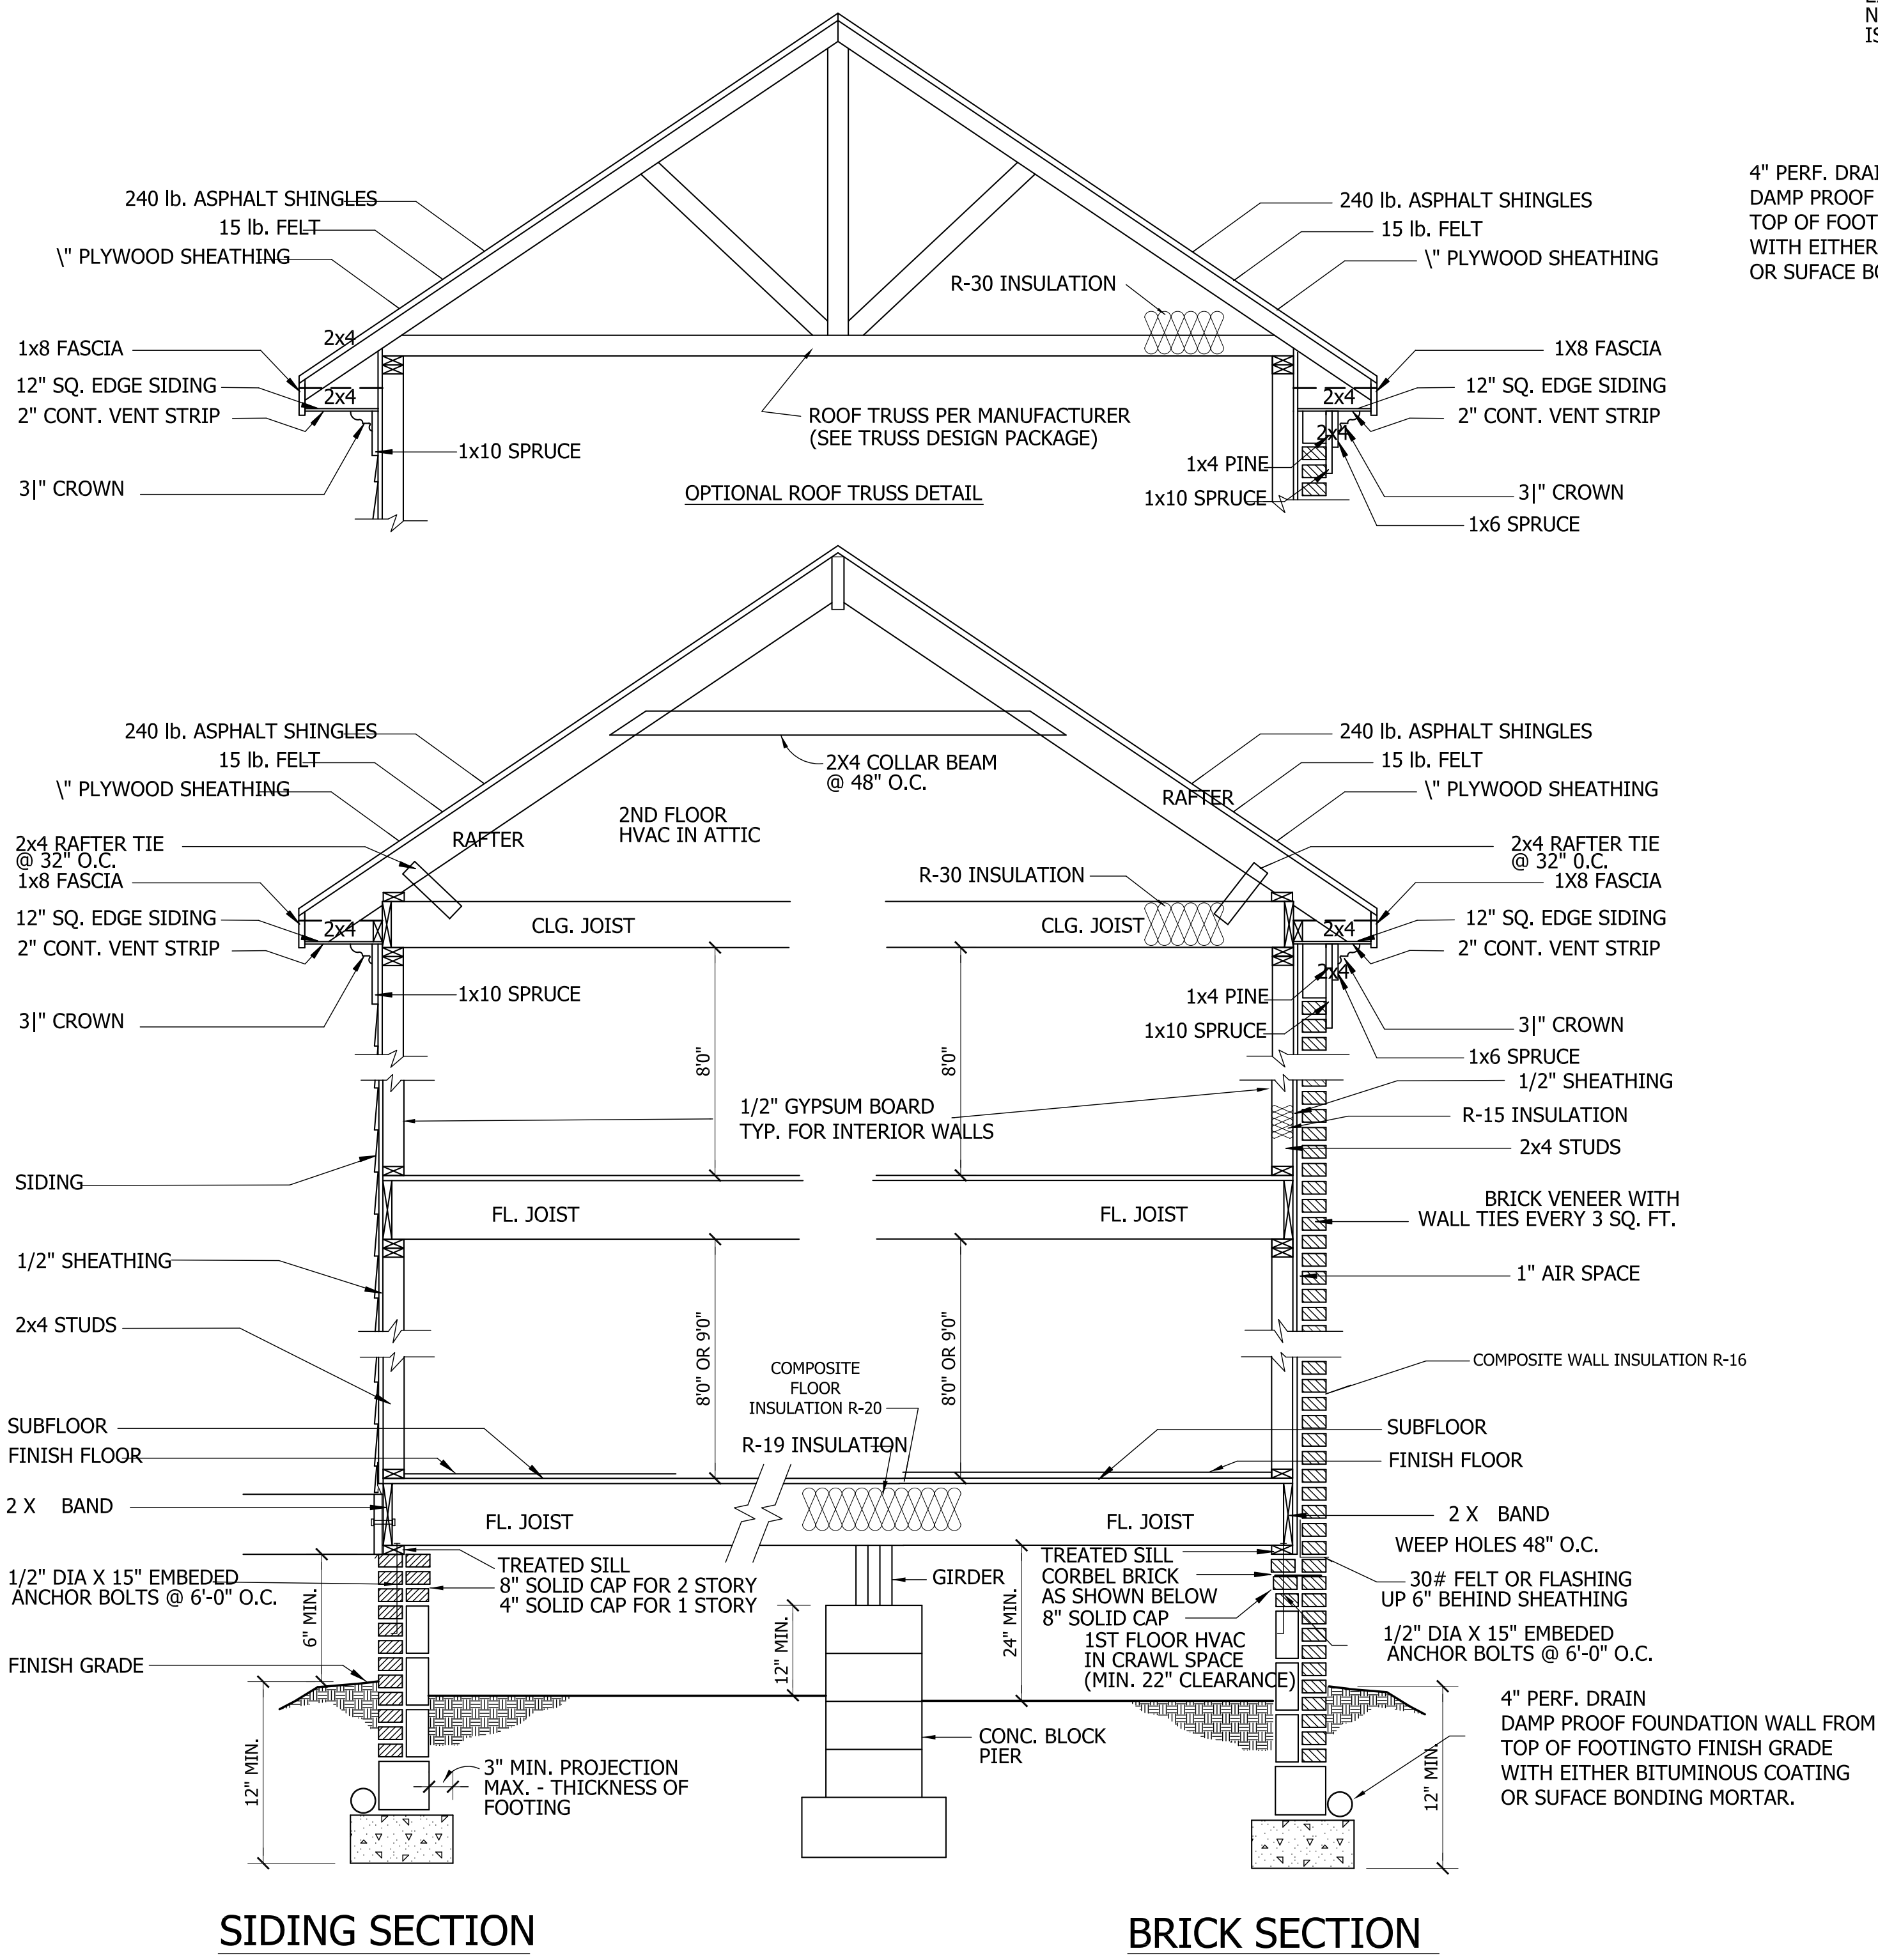 N
IS
4" PERF. DRAI
DAMP PROOF
TOP OF FOOT
WITH EITHER
OR SUFACE BO
240 lb. ASPHALT SHINGLES
15 lb. FELT
\" PLYWOOD SHEATHING
2x4
1x8 FASCIA
12" SQ. EDGE SIDING
2x4
2" CONT. VENT STRIP
1x10 SPRUCE
3|" CROWN
R-30 INSULATION
ROOF TRUSS PER MANUFACTURER
(SEE TRUSS DESIGN PACKAGE)
OPTIONAL ROOF TRUSS DETAIL
240 lb. ASPHALT SHINGLES
15 lb. FELT
\" PLYWOOD SHEATHING
1X8 FASCIA
12" SQ. EDGE SIDING
2x4
2" CONT. VENT STRIP
2x4
1x4 PINE
1x10 SPRUCE
3|" CROWN
1x6 SPRUCE
240 lb. ASPHALT SHINGLES
15 lb. FELT
\" PLYWOOD SHEATHING
RAFTER
2x4 RAFTER TIE
@ 32" O.C.
1x8 FASCIA
12" SQ. EDGE SIDING
2x4
2" CONT. VENT STRIP
1x10 SPRUCE
3|" CROWN
2X4 COLLAR BEAM
@ 48" O.C.
2ND FLOOR
HVAC IN ATTIC
R-30 INSULATION
CLG. JOIST
CLG. JOIST
240 lb. ASPHALT SHINGLES
15 lb. FELT
\" PLYWOOD SHEATHING
RAFTER
2x4 RAFTER TIE
@ 32" 0.C.
1X8 FASCIA
12" SQ. EDGE SIDING
2x4
2" CONT. VENT STRIP
2x4
1x4 PINE
1x10 SPRUCE
3|" CROWN
1x6 SPRUCE
1/2" SHEATHING
R-15 INSULATION
2x4 STUDS
8'0"
8'0"
1/2" GYPSUM BOARD
TYP. FOR INTERIOR WALLS
SIDING
FL. JOIST
FL. JOIST
BRICK VENEER WITH
WALL TIES EVERY 3 SQ. FT.
1/2" SHEATHING
1" AIR SPACE
2x4 STUDS
8'0" OR 9'0"
8'0" OR 9'0"
COMPOSITE
FLOOR
INSULATION R-20
R-19 INSULATION
COMPOSITE WALL INSULATION R-16
SUBFLOOR
FINISH FLOOR
SUBFLOOR
FINISH FLOOR
2 X BAND
FL. JOIST
FL. JOIST
2 X BAND
WEEP HOLES 48" O.C.
1/2" DIA X 15" EMBEDED
ANCHOR BOLTS @ 6'-0" O.C.
6" MIN.
TREATED SILL
8" SOLID CAP FOR 2 STORY
4" SOLID CAP FOR 1 STORY
GIRDER
12" MIN.
24" MIN.
TREATED SILL
CORBEL BRICK
AS SHOWN BELOW
8" SOLID CAP
1ST FLOOR HVAC
IN CRAWL SPACE
(MIN. 22" CLEARANCE)
30# FELT OR FLASHING
UP 6" BEHIND SHEATHING
1/2" DIA X 15" EMBEDED
ANCHOR BOLTS @ 6'-0" O.C.
FINISH GRADE
12" MIN.
3" MIN. PROJECTION
MAX. - THICKNESS OF
FOOTING
CONC. BLOCK
PIER
12" MIN.
4" PERF. DRAIN
DAMP PROOF FOUNDATION WALL FROM
TOP OF FOOTINGTO FINISH GRADE
WITH EITHER BITUMINOUS COATING
OR SUFACE BONDING MORTAR.
SIDING SECTION
BRICK SECTION